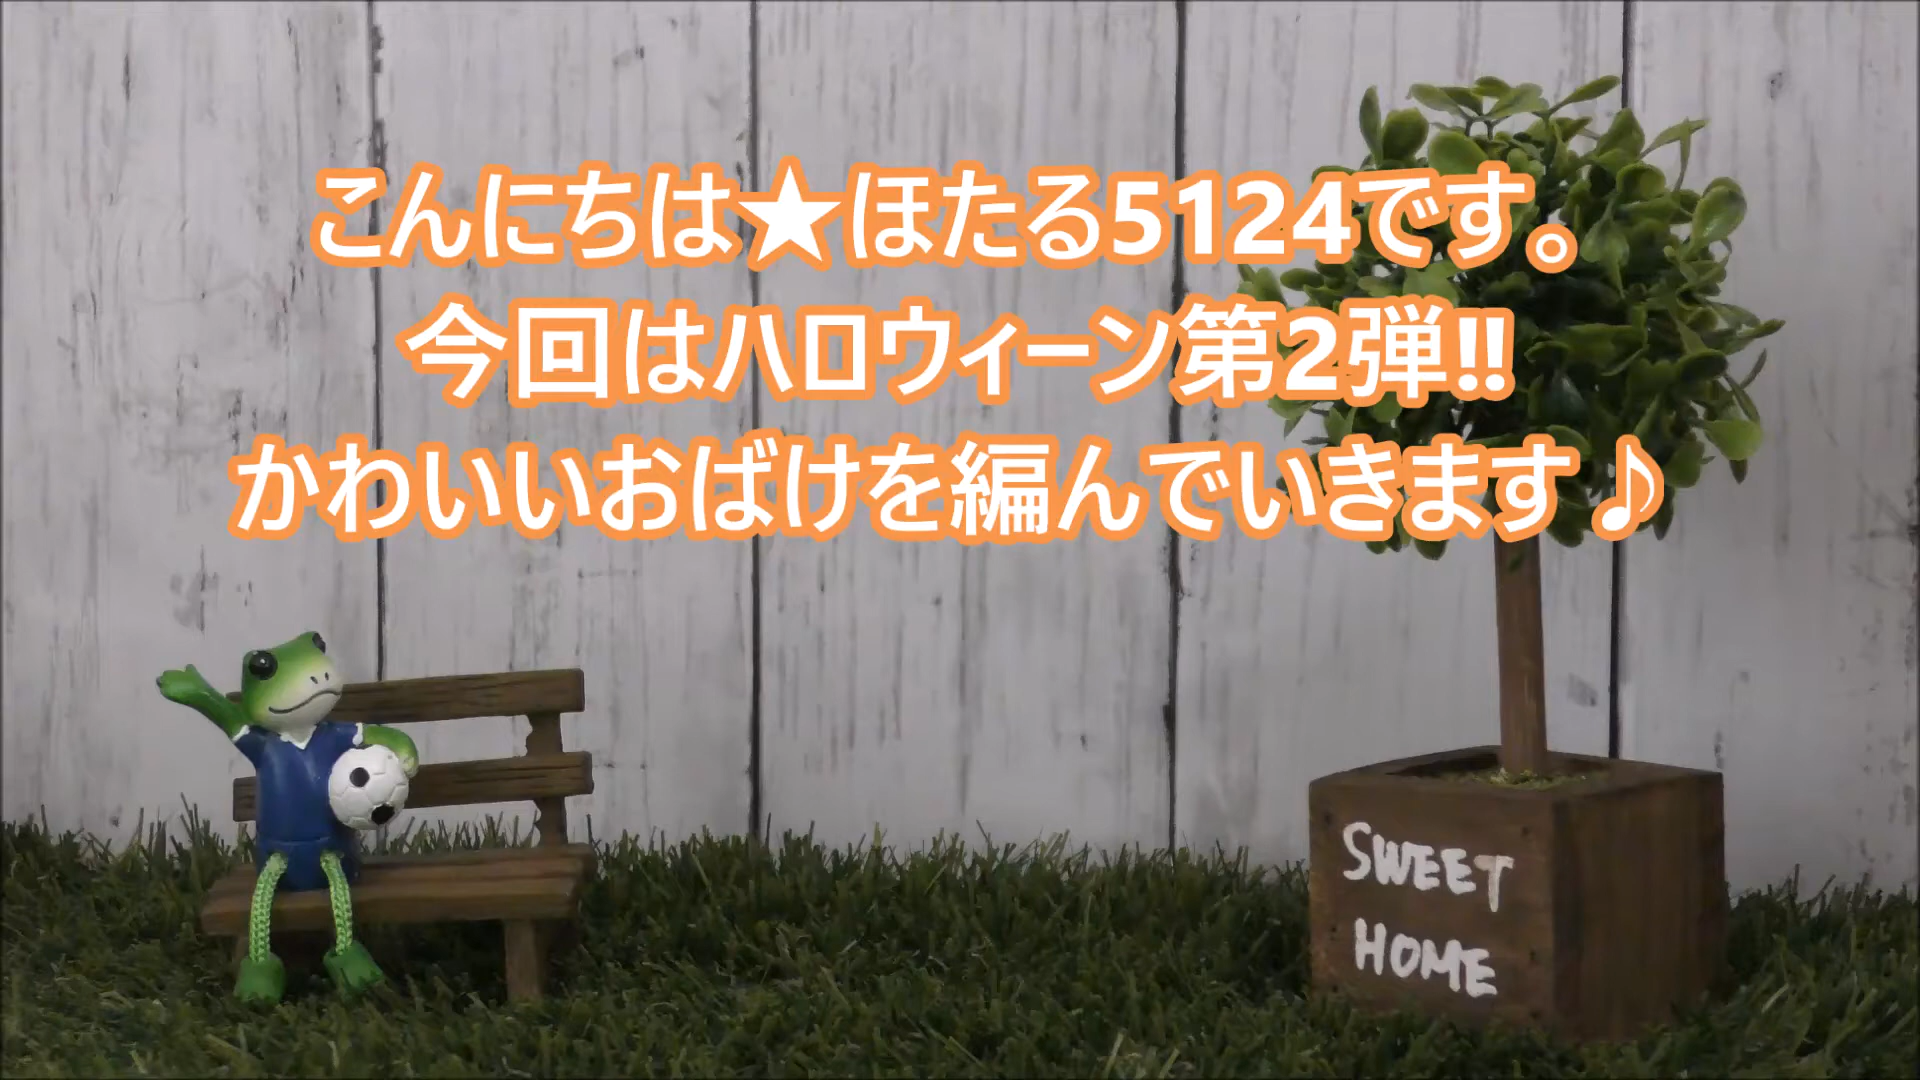 こんにちは★ほたる5124です。
今回はハロウィーン第2弾‼
かわいいおばけを編んでいきます♪
SWEET
HOME